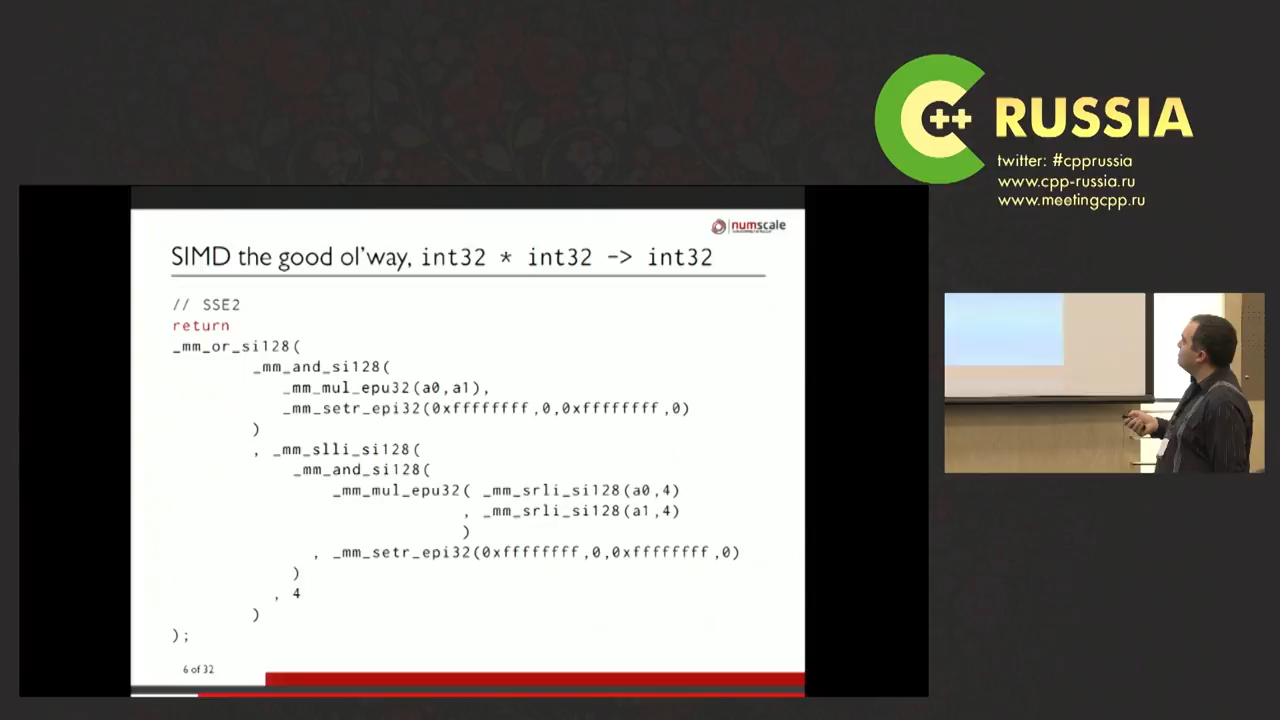 C++ RUSSIA
twitter: #cpprussia
www.cpp-russia.ru
www.meetingcpp.ru
numscale
SIMD the good ol'way, int32 * int32 -> int32
// SSE2
return
_mm_or_si128(
_mm_and_si128(
_mm_mul_epu32(a0,a1),
_mm_setr_epi32(0xffffffff,0,0xffffffff,0)
)
, _mm_slli_si128(
_mm_and_si128(
_mm_mul_epu32( _mm_srli_si128(a0,4)
, _mm_srli_si128(a1,4)
)
, _mm_setr_epi32(0xffffffff,0,0xffffffff,0)
)
, 4
)
);
6 of 32